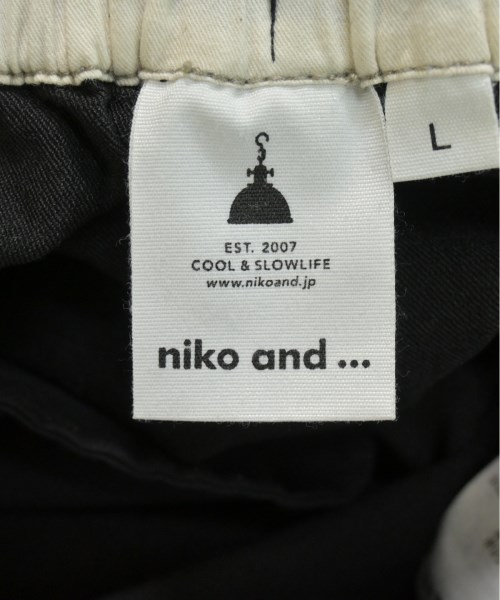 EST. 2007
COOL & SLOWLIFE
www.nikoand.jp
niko and ...
L